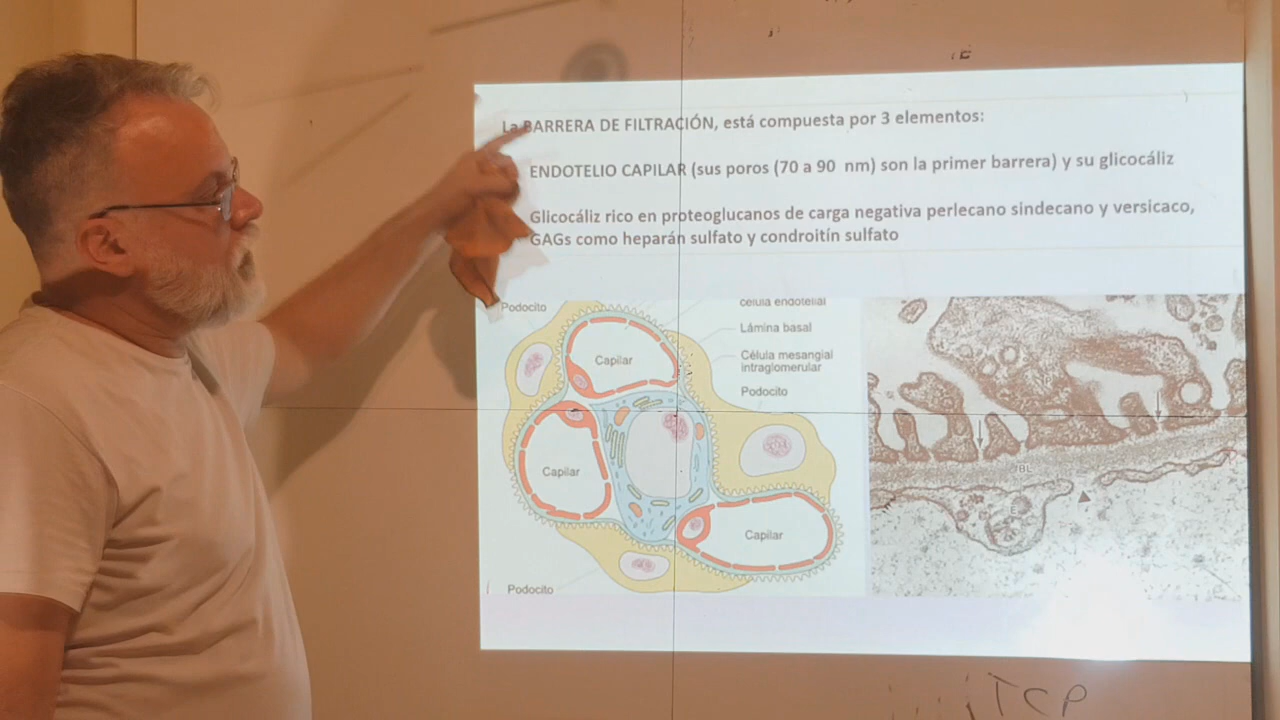 La BARRERA DE FILTRACIÓN, está compuesta por 3 elementos:
ENDOTELIO CAPILAR (sus poros (70 a 90 nm) son la primer barrera) y su glicocáliz
Glicocáliz rico en proteoglucanos de carga negativa perlecano sindecano y versicaco,
GAGs como heparán sulfato y condroitín sulfato
Podocito
célula endotelial
Lámina basal
Célula mesangial
intraglomerular
Podocito
Capilar
Capilar
Capilar
Podocito
BL
E
TCP